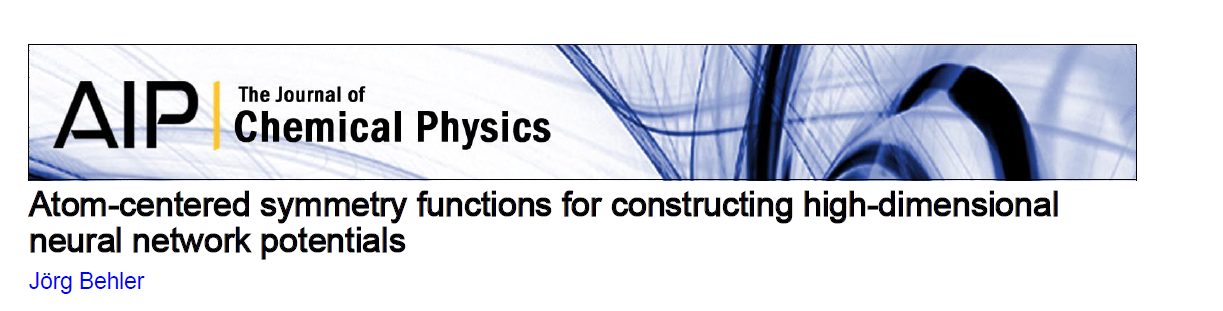 AIP
The Journal of
Chemical Physics
Atom-centered symmetry functions for constructing high-dimensional
neural network potentials
Jörg Behler